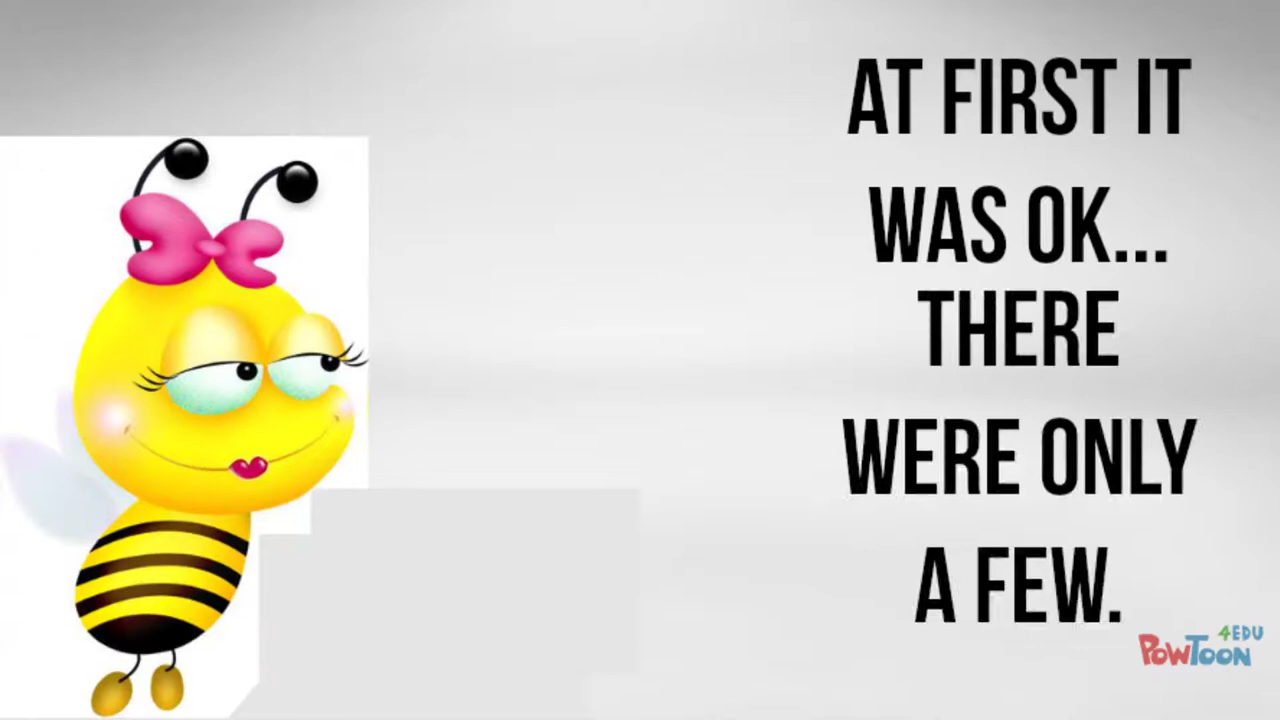 AT FIRST IT
WAS OK...
THERE
WERE ONLY
A FEW.
4EDU
POWTOON